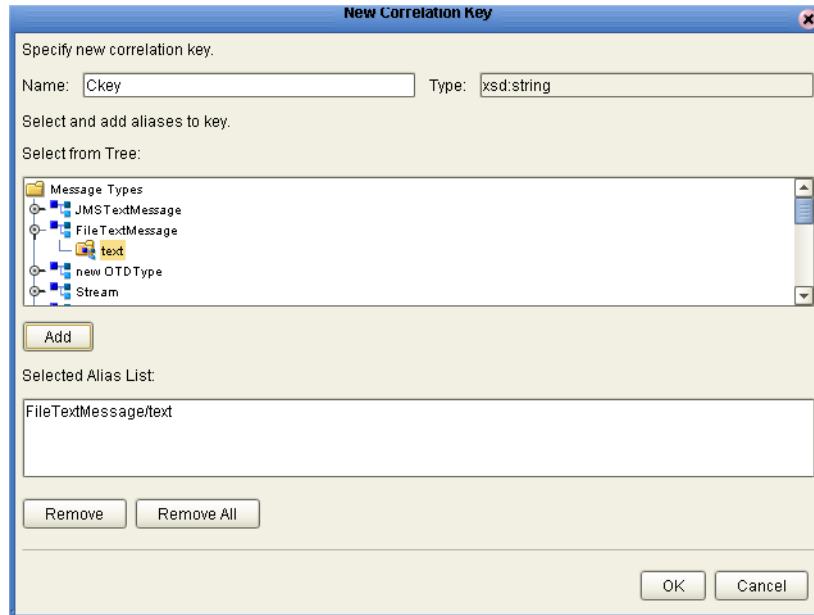 New Correlation Key
Specify new correlation key.
Name: Ckey Type: xsd:string
Select and add aliases to key.
Select from Tree:
Message Types
JMSTextMessage
FileTextMessage
text
new OTDType
Stream
Add
Selected Alias List:
FileTextMessage/text
Remove Remove All
OK Cancel